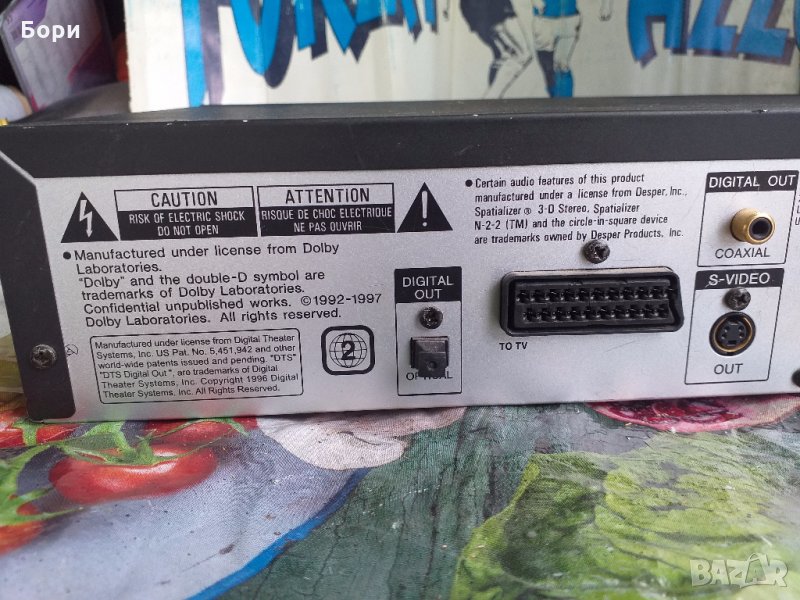 Бори
CAUTION
RISK OF ELECTRIC SHOCK
DO NOT OPEN
ATTENTION
RISQUE DE CHOC ELECTRIQUE
NE PAS OUVRIR
• Manufactured under license from Dolby
Laboratories.
"Dolby" and the double-D symbol are
trademarks of Dolby Laboratories.
Confidential unpublished works. ©1992-1997
Dolby Laboratories. All rights reserved.
Manufactured under license from Digital Theater
Systems, Inc. US Pat. No. 5,451,942 and other
world-wide patents issued and pending. "DTS"
"DTS Digital Out", are trademarks of Digital
Theater Systems, Inc. Copyright 1996 Digital
Theater Systems, Inc. All Rights Reserved.
2
DIGITAL
OUT
OPTICAL
• Certain audio features of this product
manufactured under a license from Desper, Inc.,
Spatializer ® 3-D Stereo, Spatializer
N-2-2 (TM) and the circle-in-square device
are trademarks owned by Desper Products, Inc.
TO TV
DIGITAL OUT
COAXIAL
S-VIDEO
OUT
BAZAR